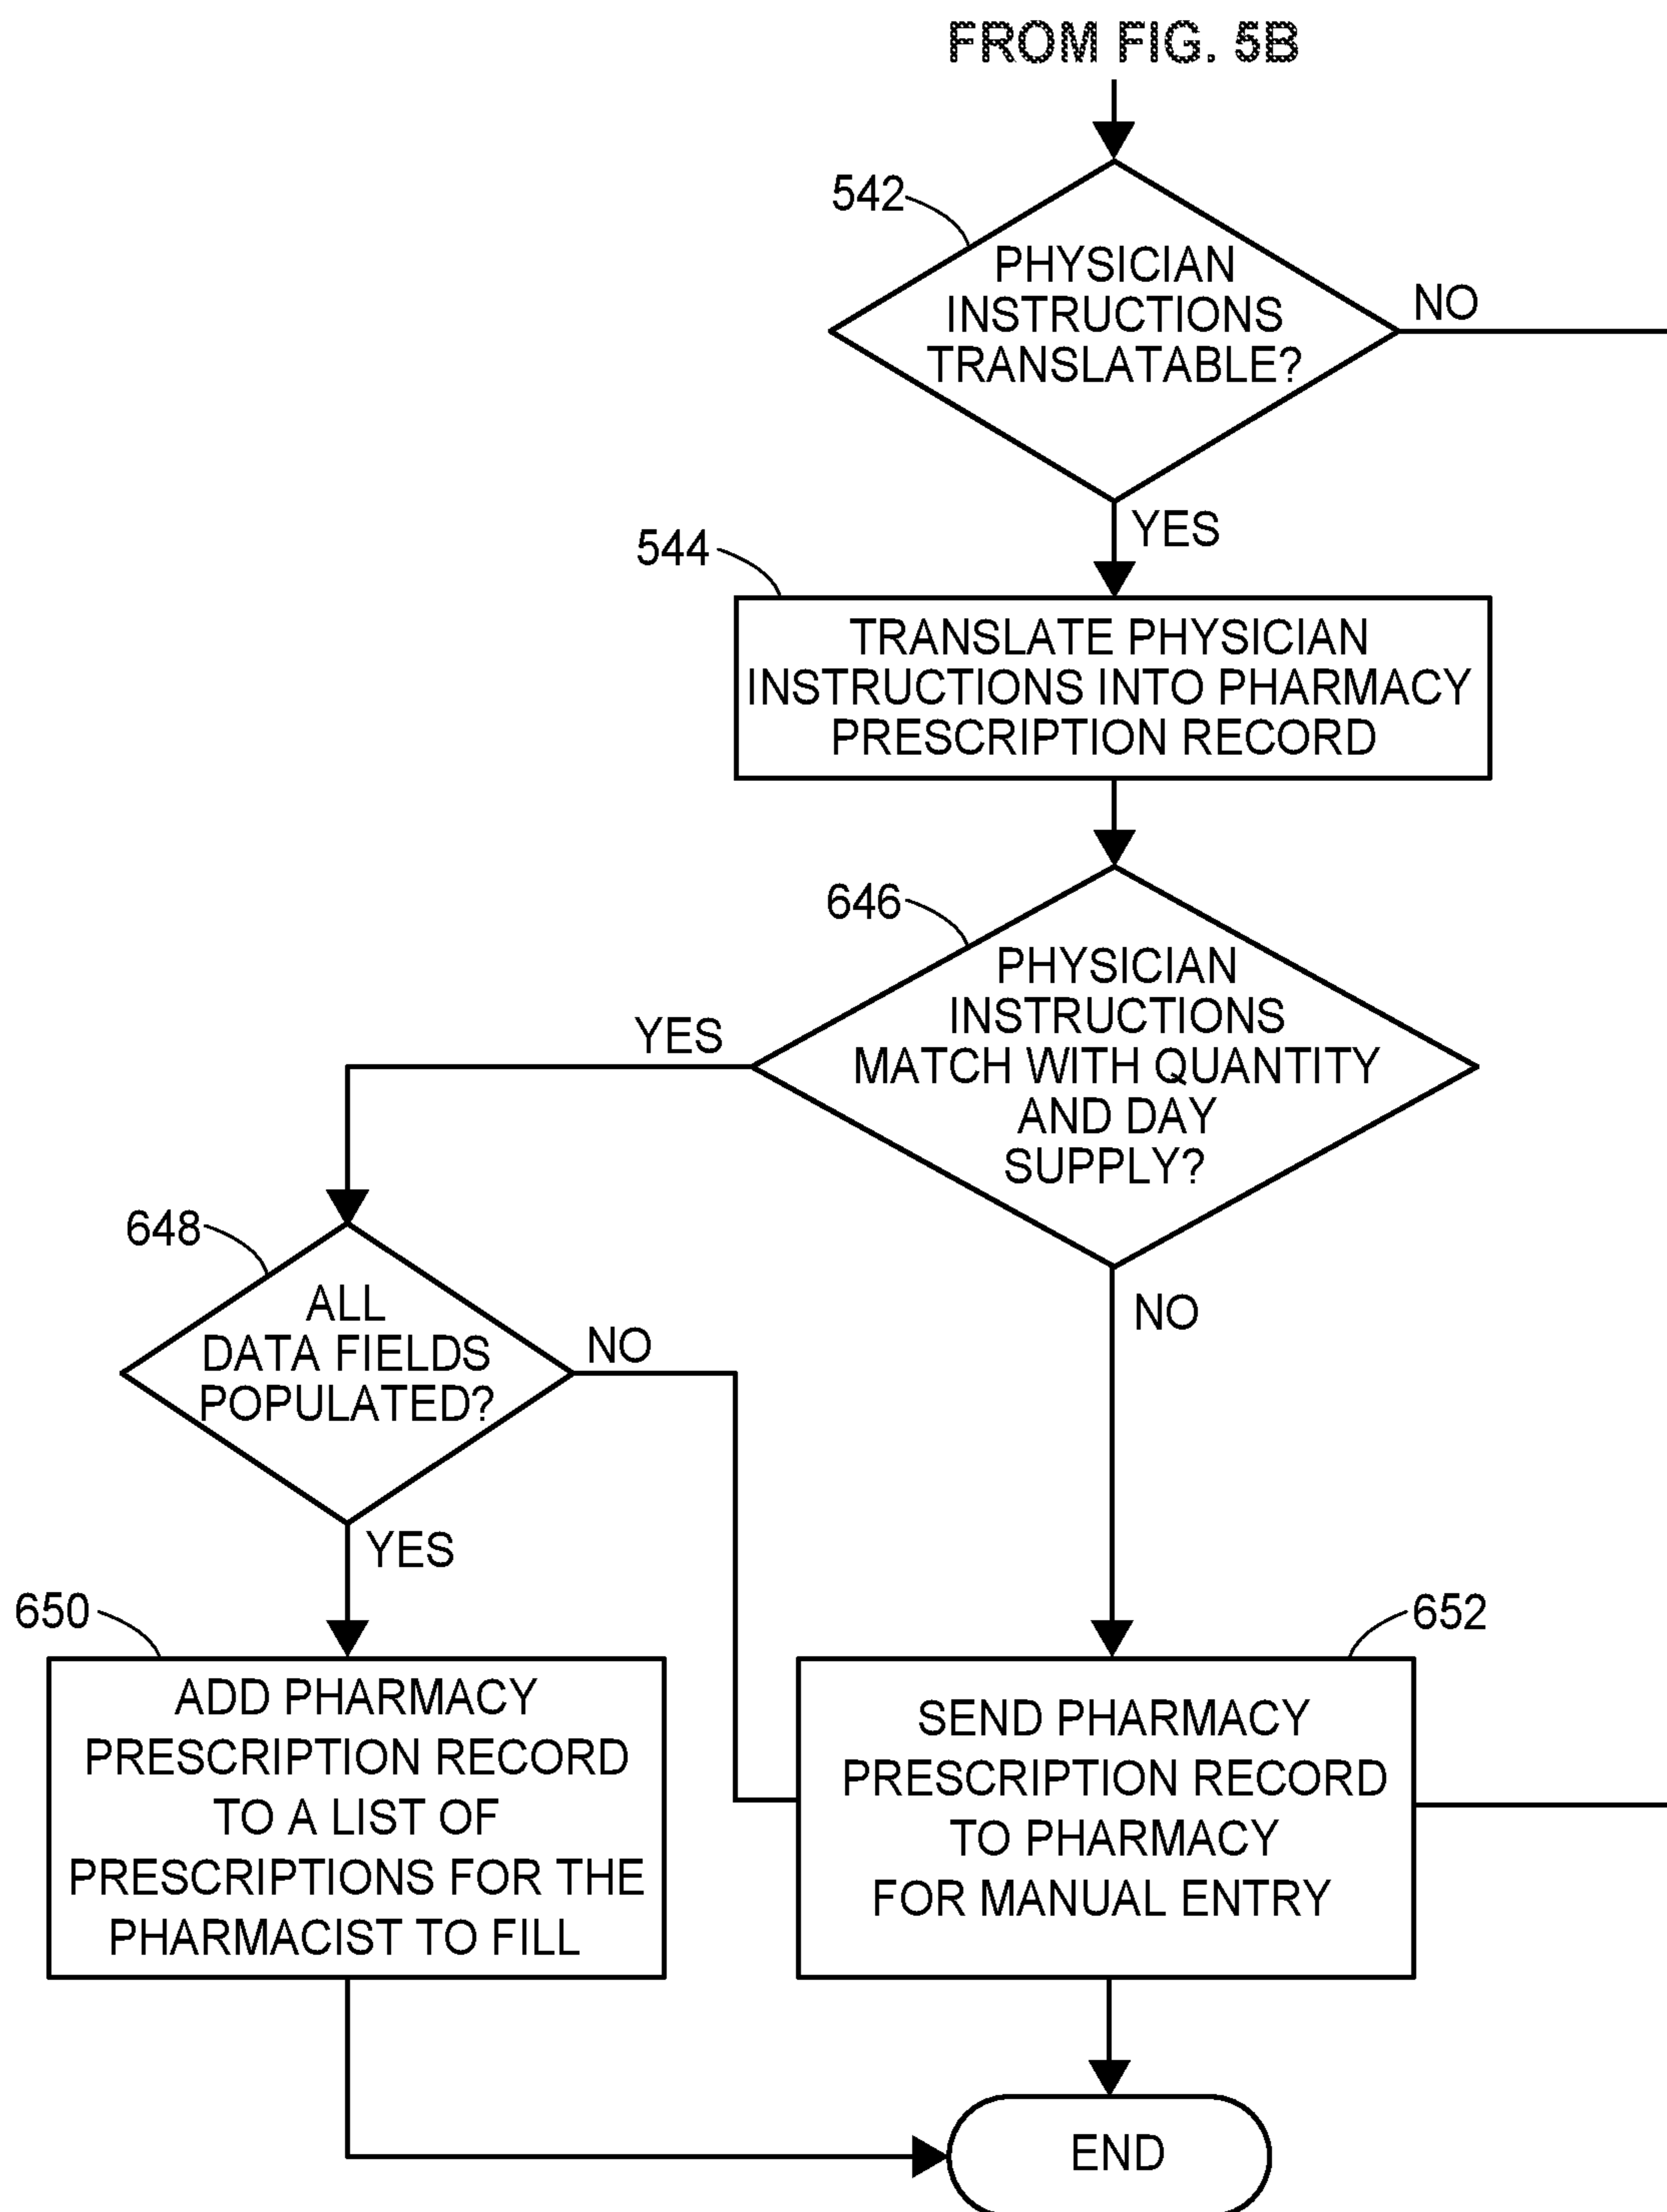 FROM FIG. 5B
542
PHYSICIAN
INSTRUCTIONS
TRANSLATABLE?
NO
YES
544
TRANSLATE PHYSICIAN
INSTRUCTIONS INTO PHARMACY
PRESCRIPTION RECORD
646
PHYSICIAN
INSTRUCTIONS
MATCH WITH QUANTITY
AND DAY
SUPPLY?
YES
NO
648
ALL
DATA FIELDS
POPULATED?
NO
YES
650
ADD PHARMACY
PRESCRIPTION RECORD
TO A LIST OF
PRESCRIPTIONS FOR THE
PHARMACIST TO FILL
652
SEND PHARMACY
PRESCRIPTION RECORD
TO PHARMACY
FOR MANUAL ENTRY
END